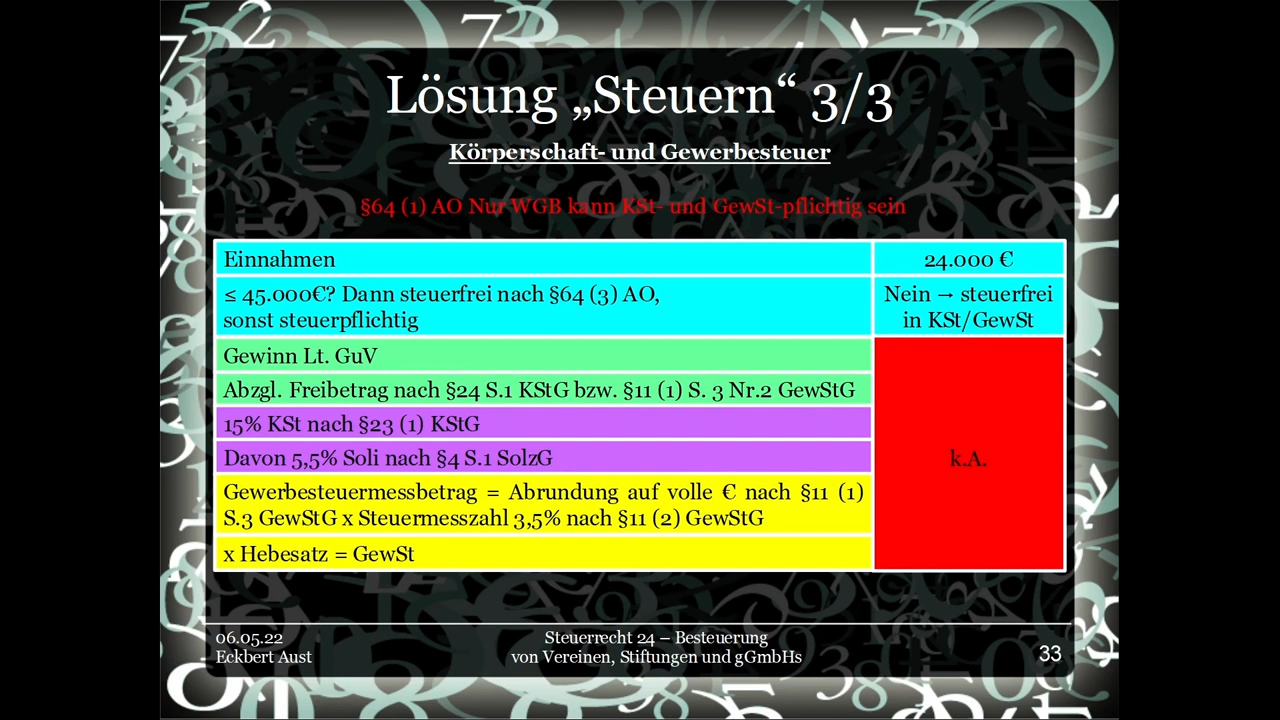 Lösung „Steuern“ 3/3
Körperschaft- und Gewerbesteuer
§64 (1) AO Nur WGB kann KSt- und GewSt-pflichtig sein
Einnahmen
24.000 €
≤ 45.000€? Dann steuerfrei nach §64 (3) AO,
sonst steuerpflichtig
Nein → steuerfrei
in KSt/GewSt
Gewinn Lt. GuV
Abzgl. Freibetrag nach §24 S.1 KStG bzw. §11 (1) S. 3 Nr.2 GewStG
15% KSt nach §23 (1) KStG
Davon 5,5% Soli nach §4 S.1 SolzG
k.A.
Gewerbesteuermessbetrag = Abrundung auf volle € nach §11 (1)
S.3 GewStG x Steuermesszahl 3,5% nach §11 (2) GewStG
x Hebesatz = GewSt
06.05.22
Eckbert Aust
Steuerrecht 24 – Besteuerung
von Vereinen, Stiftungen und gGmbHs
33